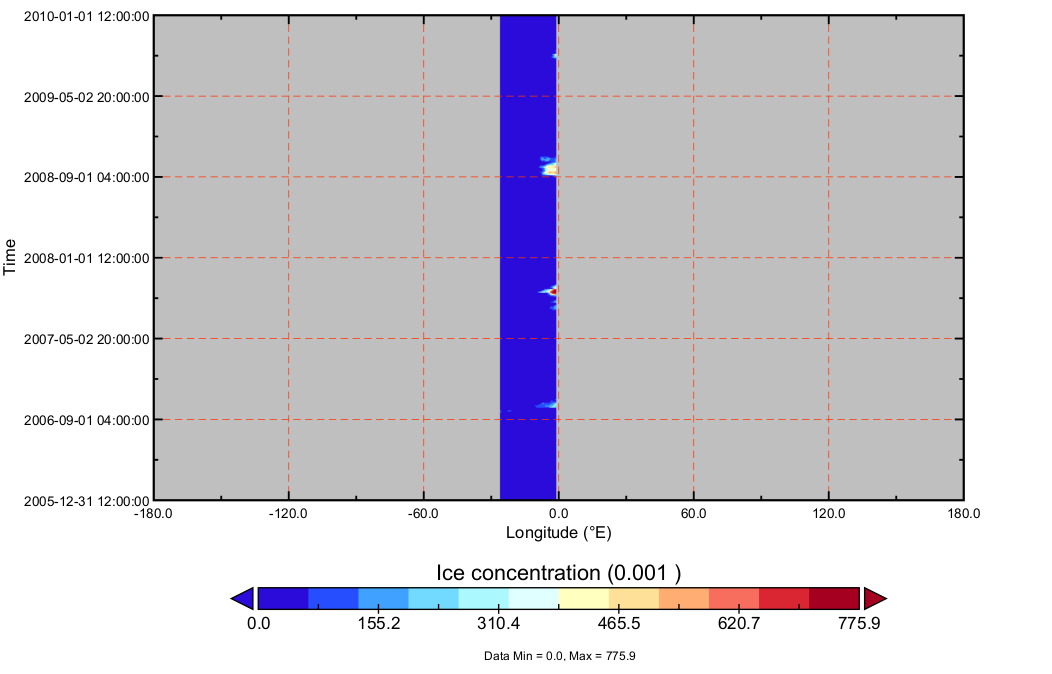 2010-01-01 12:00:00
2009-05-02 20:00:00
2008-09-01 04:00:00
2008-01-01 12:00:00
2007-05-02 20:00:00
2006-09-01 04:00:00
2005-12-31 12:00:00
Time
-180.0 -120.0 -60.0 0.0 60.0 120.0 180.0
Longitude (°E)
Ice concentration (0.001 )
0.0 155.2 310.4 465.5 620.7 775.9
Data Min = 0.0, Max = 775.9